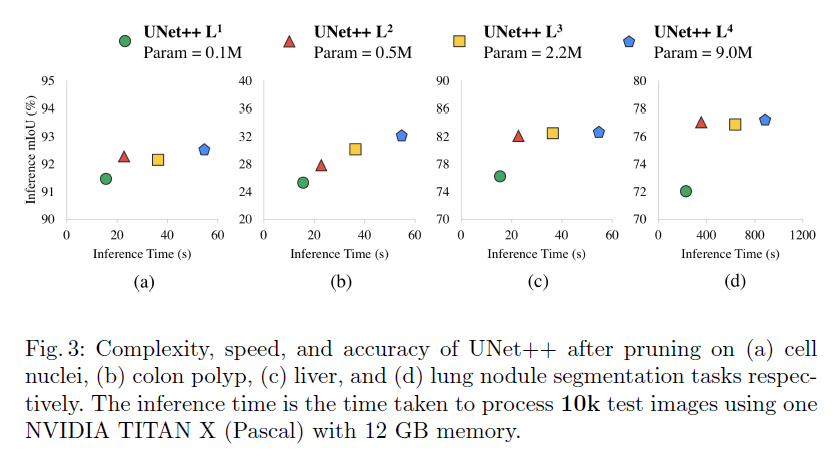 UNet++ L¹ UNet++ L² UNet++ L³ UNet++ L⁴
Param = 0.1M Param = 0.5M Param = 2.2M Param = 9.0M
Inference mIoU (%)
95
94
93
92
91
90
0 20 40 60
Inference Time (s)
(a)
40
36
32
28
24
20
0 20 40 60
Inference Time (s)
(b)
90
86
82
78
74
70
0 20 40 60
Inference Time (s)
(c)
80
78
76
74
72
70
0 400 800 1200
Inference Time (s)
(d)
Fig. 3: Complexity, speed, and accuracy of UNet++ after pruning on (a) cell
nuclei, (b) colon polyp, (c) liver, and (d) lung nodule segmentation tasks respec-
tively. The inference time is the time taken to process 10k test images using one
NVIDIA TITAN X (Pascal) with 12 GB memory.